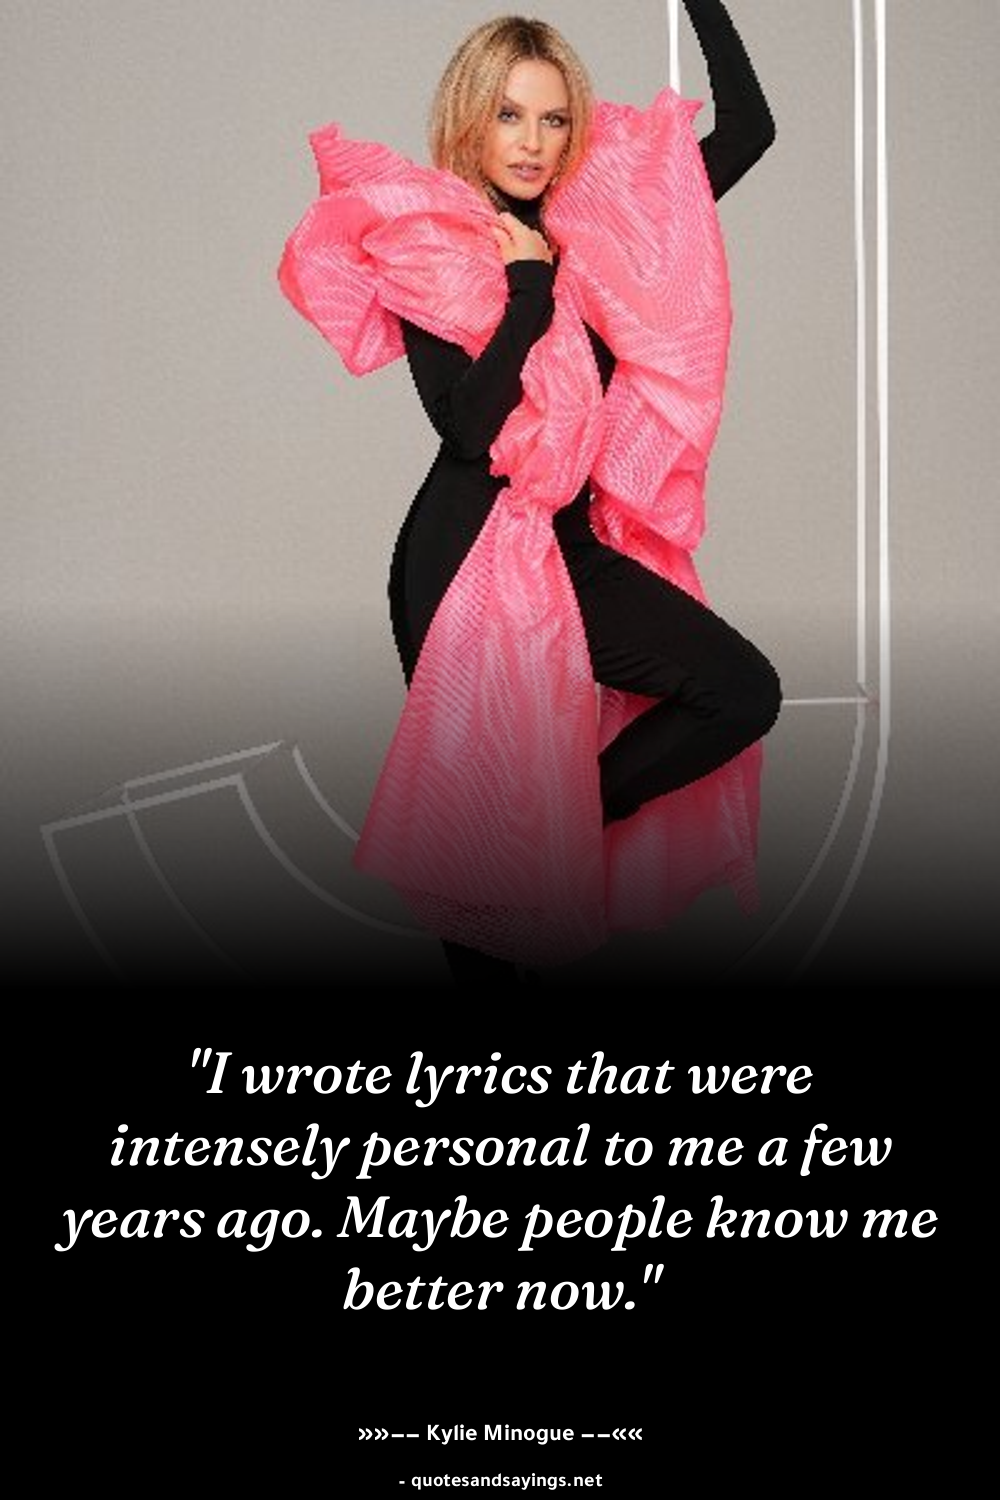 "I wrote lyrics that were
intensely personal to me a few
years ago. Maybe people know me
better now."
»»−− Kylie Minogue −−««
- quotesandsayings.net